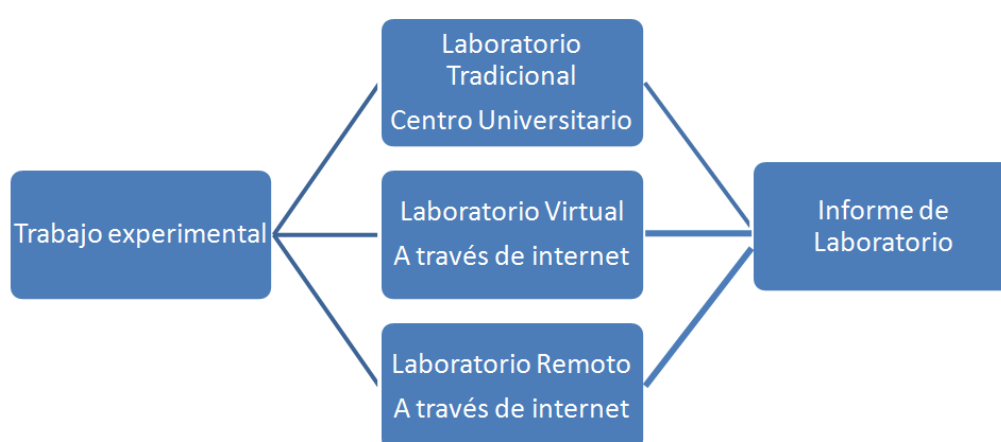 Trabajo experimental
Laboratorio
Tradicional
Centro Universitario
Laboratorio Virtual
A través de internet
Laboratorio Remoto
A través de internet
Informe de
Laboratorio